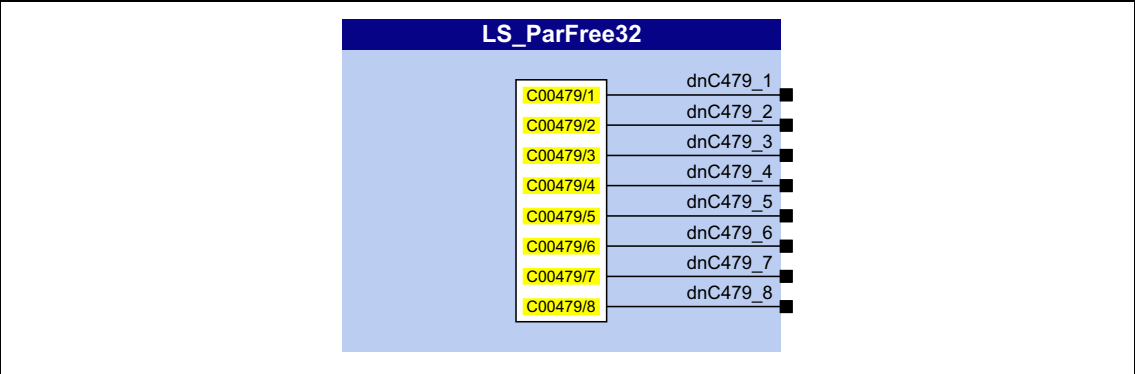 LS_ParFree32
C00479/1 dnC479_1
C00479/2 dnC479_2
C00479/3 dnC479_3
C00479/4 dnC479_4
C00479/5 dnC479_5
C00479/6 dnC479_6
C00479/7 dnC479_7
C00479/8 dnC479_8